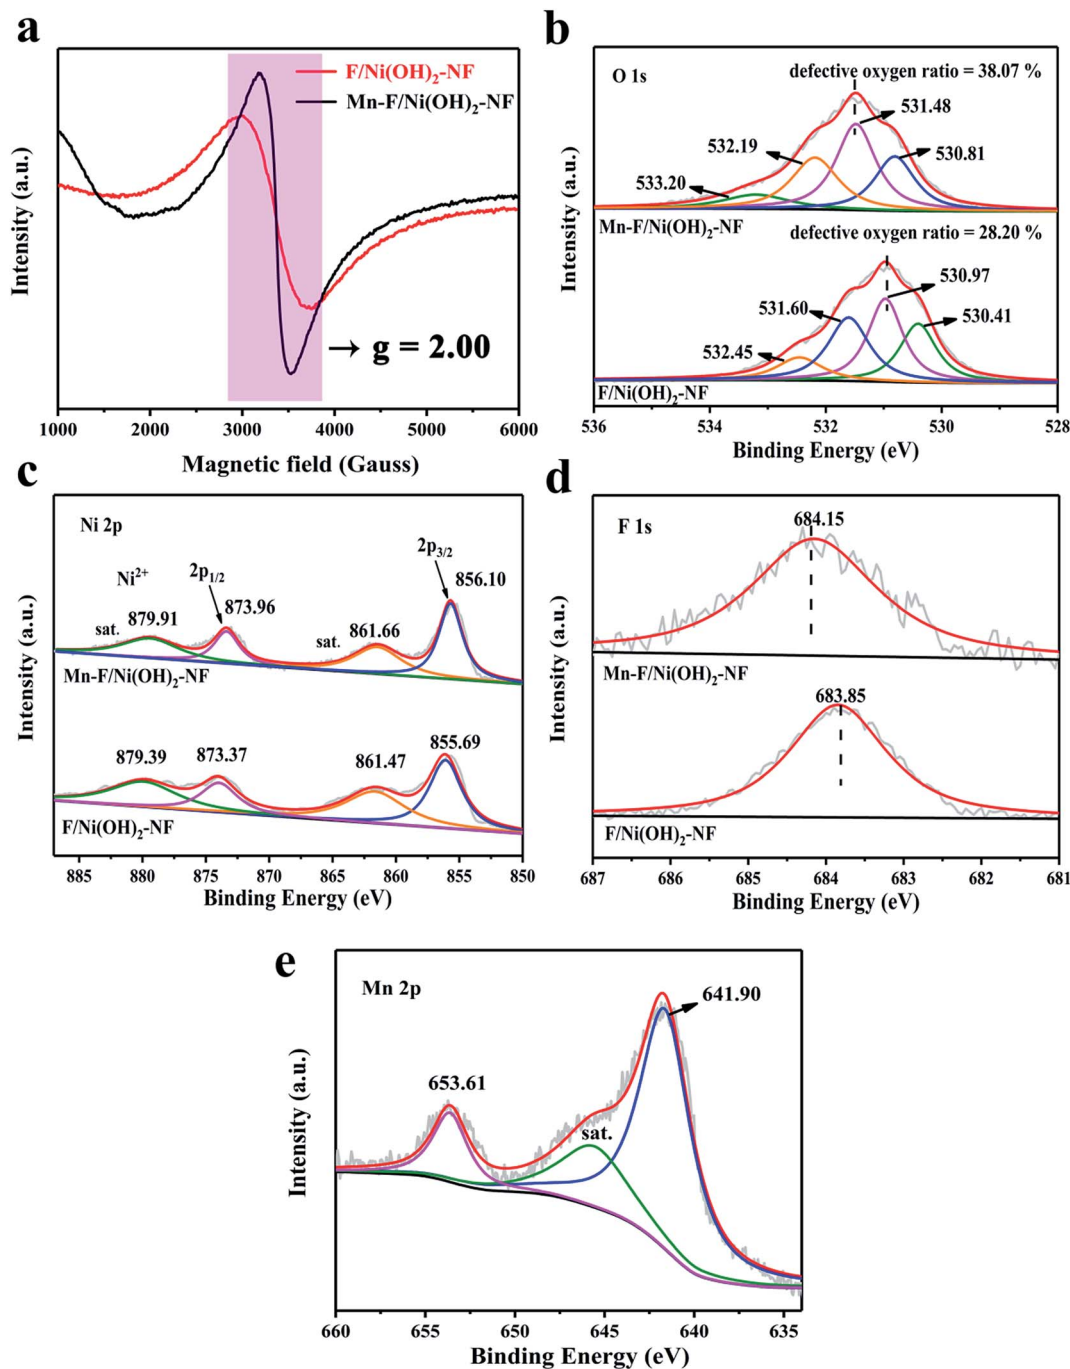 a
F/Ni(OH)₂-NF
Mn-F/Ni(OH)₂-NF
→ g = 2.00
Intensity (a.u.)
1000 2000 3000 4000 5000 6000
Magnetic field (Gauss)
b
O 1s
defective oxygen ratio = 38.07 %
531.48
532.19
530.81
533.20
Mn-F/Ni(OH)₂-NF
defective oxygen ratio = 28.20 %
530.97
531.60
530.41
532.45
F/Ni(OH)₂-NF
Intensity (a.u.)
536 534 532 530 528
Binding Energy (eV)
c
Ni 2p
2p3/2
Ni²⁺
2p1/2
856.10
879.91
873.96
sat.
sat.
861.66
Mn-F/Ni(OH)₂-NF
879.39
873.37
861.47
855.69
F/Ni(OH)₂-NF
Intensity (a.u.)
885 880 875 870 865 860 855 850
Binding Energy (eV)
d
F 1s
684.15
Mn-F/Ni(OH)₂-NF
683.85
F/Ni(OH)₂-NF
Intensity (a.u.)
687 686 685 684 683 682 681
Binding Energy (eV)
e
Mn 2p
641.90
653.61
sat.
Intensity (a.u.)
660 655 650 645 640 635
Binding Energy (eV)